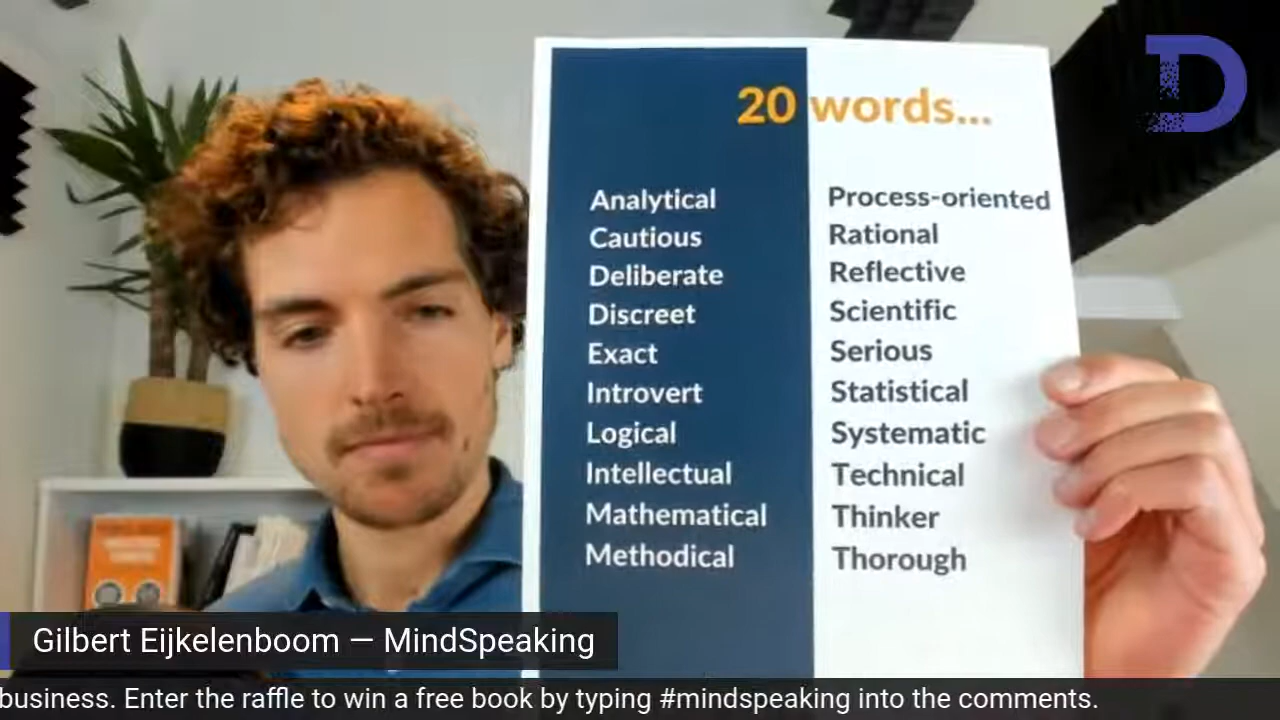 20 words...
Analytical
Cautious
Deliberate
Discreet
Exact
Introvert
Logical
Intellectual
Mathematical
Methodical
Process-oriented
Rational
Reflective
Scientific
Serious
Statistical
Systematic
Technical
Thinker
Thorough
Gilbert Eijkelenboom — MindSpeaking
business. Enter the raffle to win a free book by typing #mindspeaking into the comments.
D